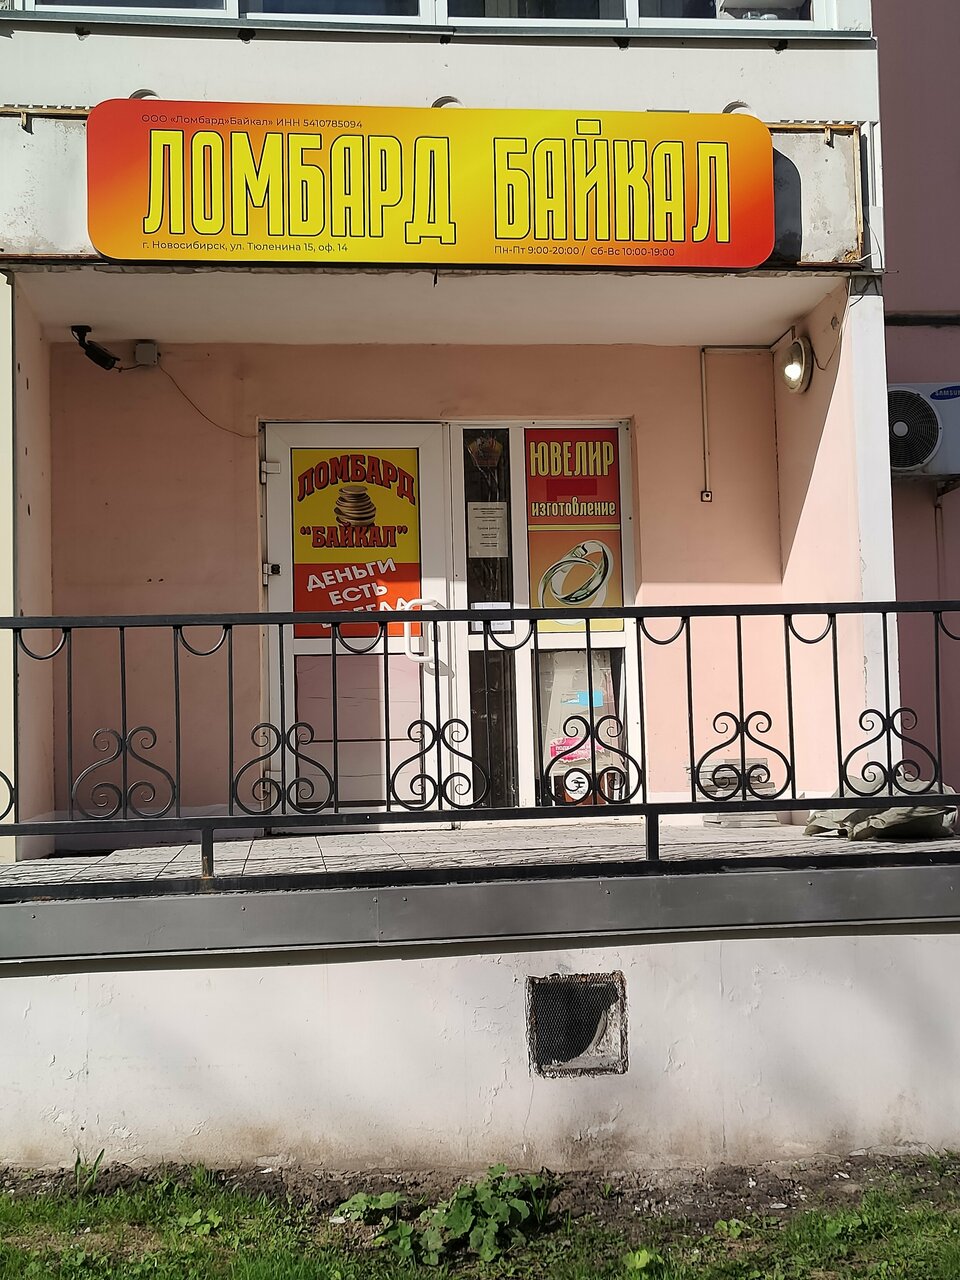 ООО «Ломбард»Байкал» ИНН 5410785094
ЛОМБАРД БАЙКАЛ
г. Новосибирск, ул. Тюленина 15, оф. 14
Пн-Пт 9:00-20:00 / Сб-Вс 10:00-19:00
ЛОМБАРД
"БАЙКАЛ"
ДЕНЬГИ
ЕСТЬ
ЮВЕЛИР
изготовление
SAMSUNG